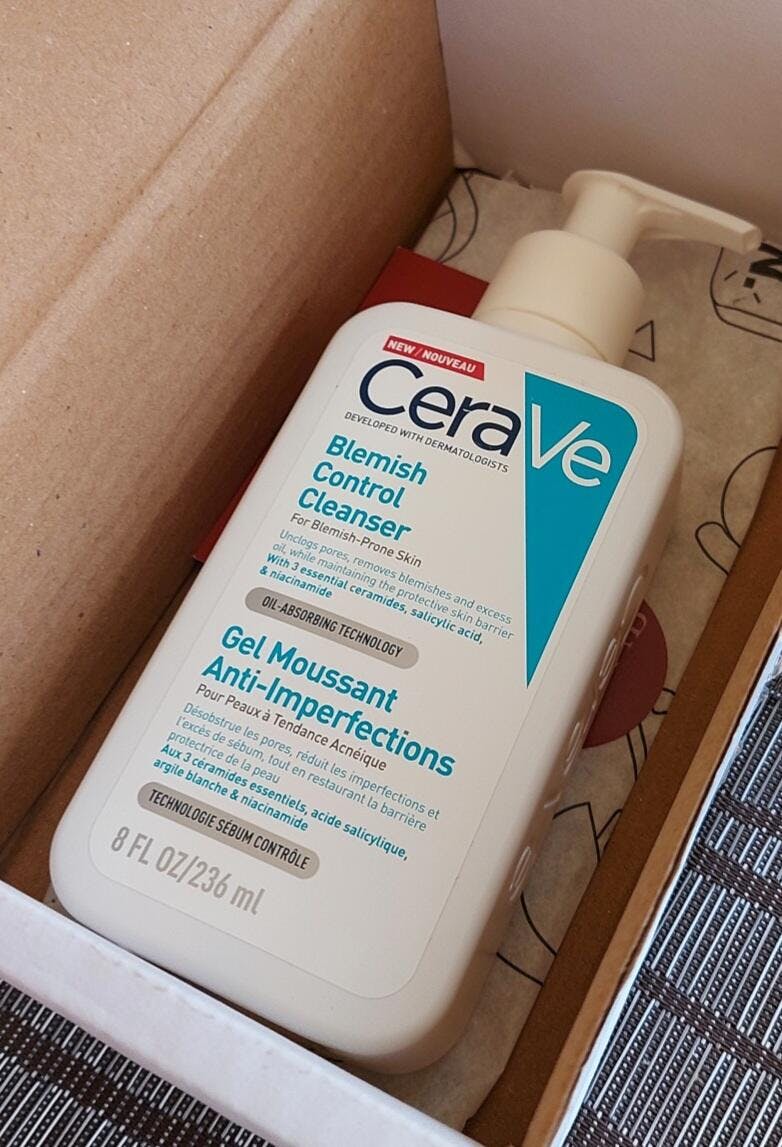 NEW / NOUVEAU
CeraVe
DEVELOPED WITH DERMATOLOGISTS
Blemish
Control
Cleanser
For Blemish-Prone Skin
Unclogs pores, removes blemishes and excess
oil, while maintaining the protective skin barrier
With 3 essential ceramides, salicylic acid,
& niacinamide
OIL-ABSORBING TECHNOLOGY
Gel Moussant
Anti-Imperfections
Pour Peaux à Tendance Acnéique
Désobstrue les pores, réduit les imperfections et
l'excès de sébum, tout en restaurant la barrière
protectrice de la peau
Aux 3 céramides essentiels, acide salicylique,
argile blanche & niacinamide
TECHNOLOGIE SÉBUM CONTRÔLE
8 FL OZ/236 ml